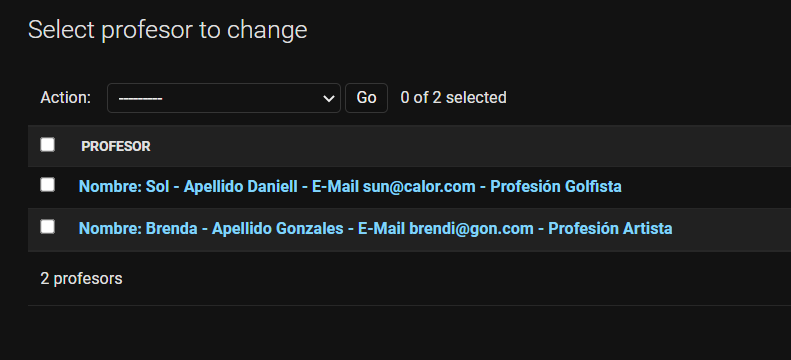 Select profesor to change
Action: --------- Go 0 of 2 selected
PROFESOR
Nombre: Sol - Apellido Daniell - E-Mail sun@calor.com - Profesión Golfista
Nombre: Brenda - Apellido Gonzales - E-Mail brendi@gon.com - Profesión Artista
2 profesors